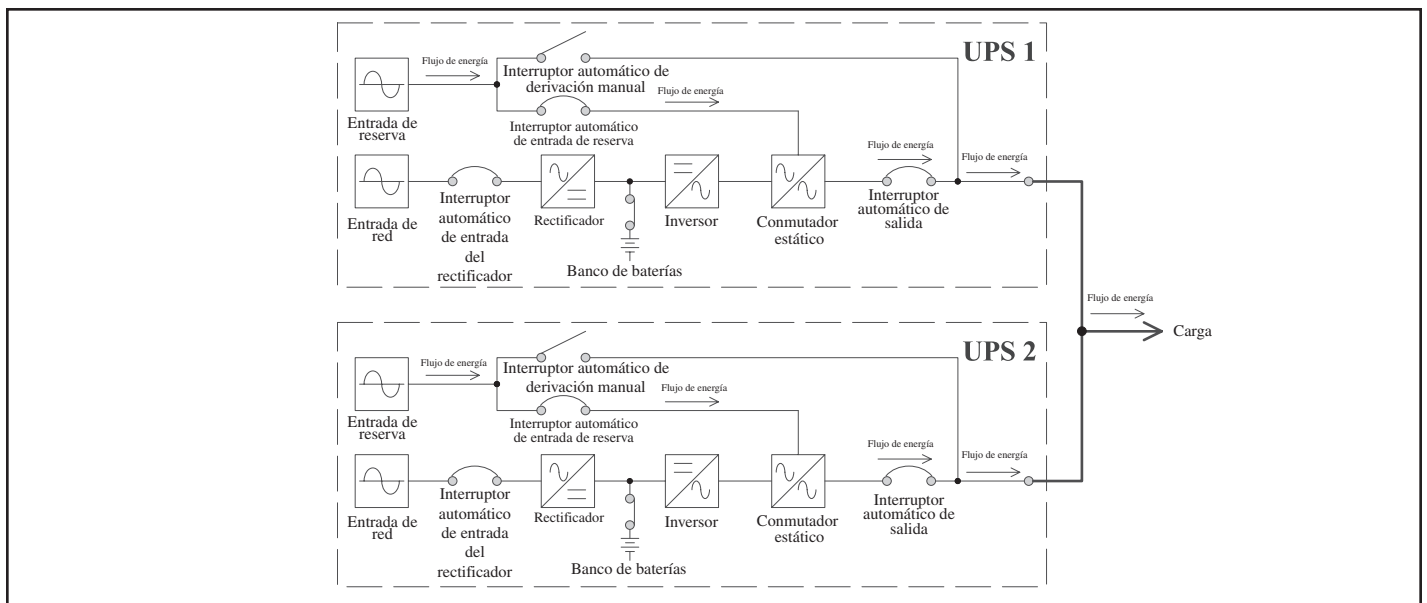 UPS 1
Flujo de energía
Interruptor automático de
derivación manual
Flujo de energía
Entrada de
reserva
Interruptor automático
de entrada de reserva
Flujo de energía
Flujo de energía
Entrada de
red
Interruptor
automático
de entrada
del
rectificador
Rectificador
Banco de baterías
Inversor
Conmutador
estático
Interruptor
automático de
salida
Flujo de energía
Carga
UPS 2
Flujo de energía
Interruptor automático de
derivación manual
Flujo de energía
Entrada de
reserva
Interruptor automático
de entrada de reserva
Flujo de energía
Flujo de energía
Entrada de
red
Interruptor
automático
de entrada
del
rectificador
Rectificador
Banco de baterías
Inversor
Conmutador
estático
Interruptor
automático de
salida